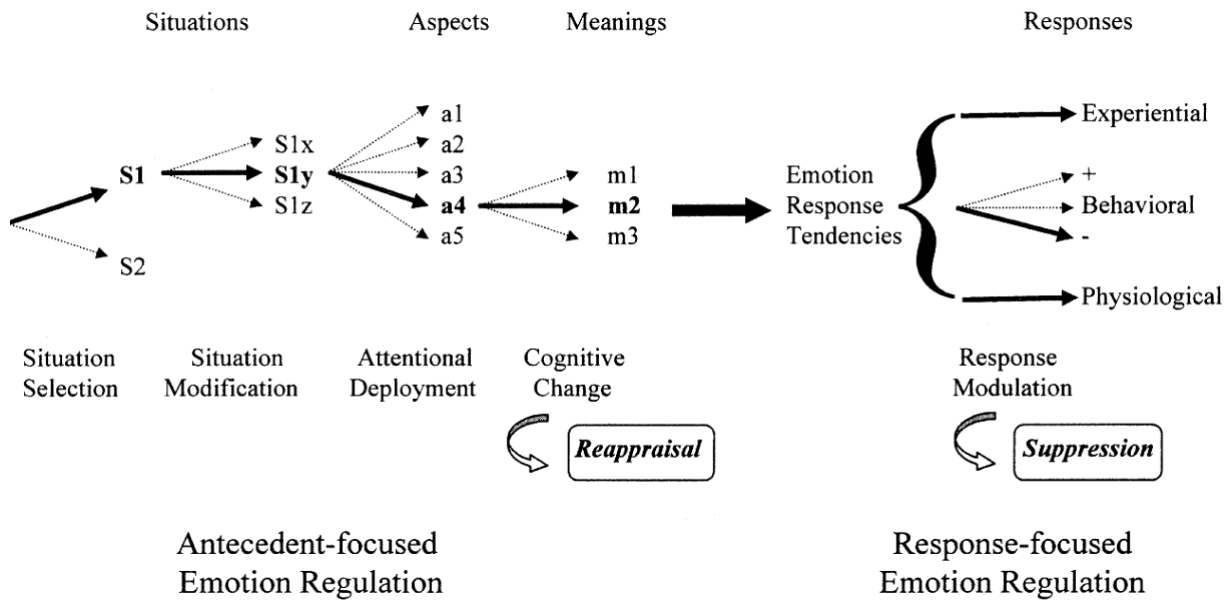 Situations Aspects Meanings Responses
a1 Experiential
S1x a2 +
S1 S1y a3 m1 Emotion
S1z a4 m2 Response Behavioral
a5 m3 Tendencies -
S2
Physiological
Situation Situation Attentional Cognitive Response
Selection Modification Deployment Change Modulation
Reappraisal Suppression
Antecedent-focused Response-focused
Emotion Regulation Emotion Regulation